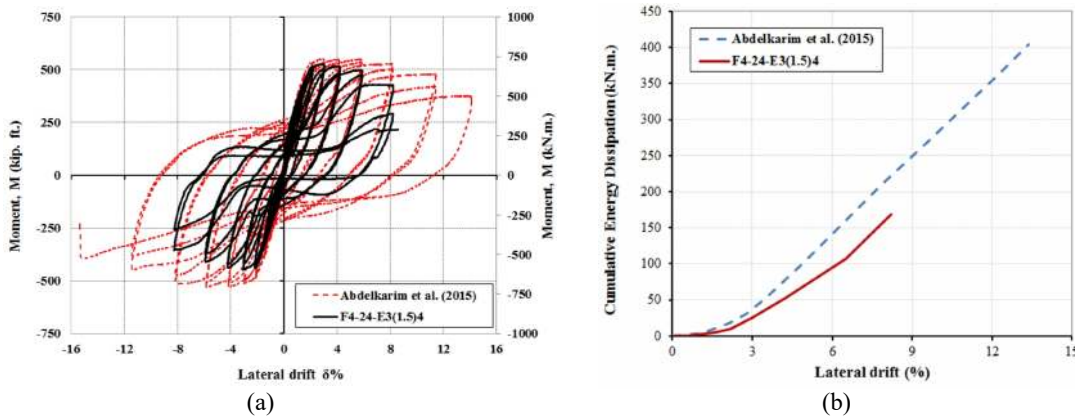 750
500
250
0
-250
-500
-750
Moment, M (kip. ft.)
1000
750
500
250
0
-250
-500
-750
-1000
Moment, M (kN.m.)
Abdelkarim et al. (2015)
F4-24-E3(1.5)4
-16 -12 -8 -4 0 4 8 12 16
Lateral drift δ%
(a)
450
400
350
300
250
200
150
100
50
0
Cumulative Energy Dissipation (kN.m.)
Abdelkarim et al. (2015)
F4-24-E3(1.5)4
0 3 6 9 12 15
Lateral drift (%)
(b)